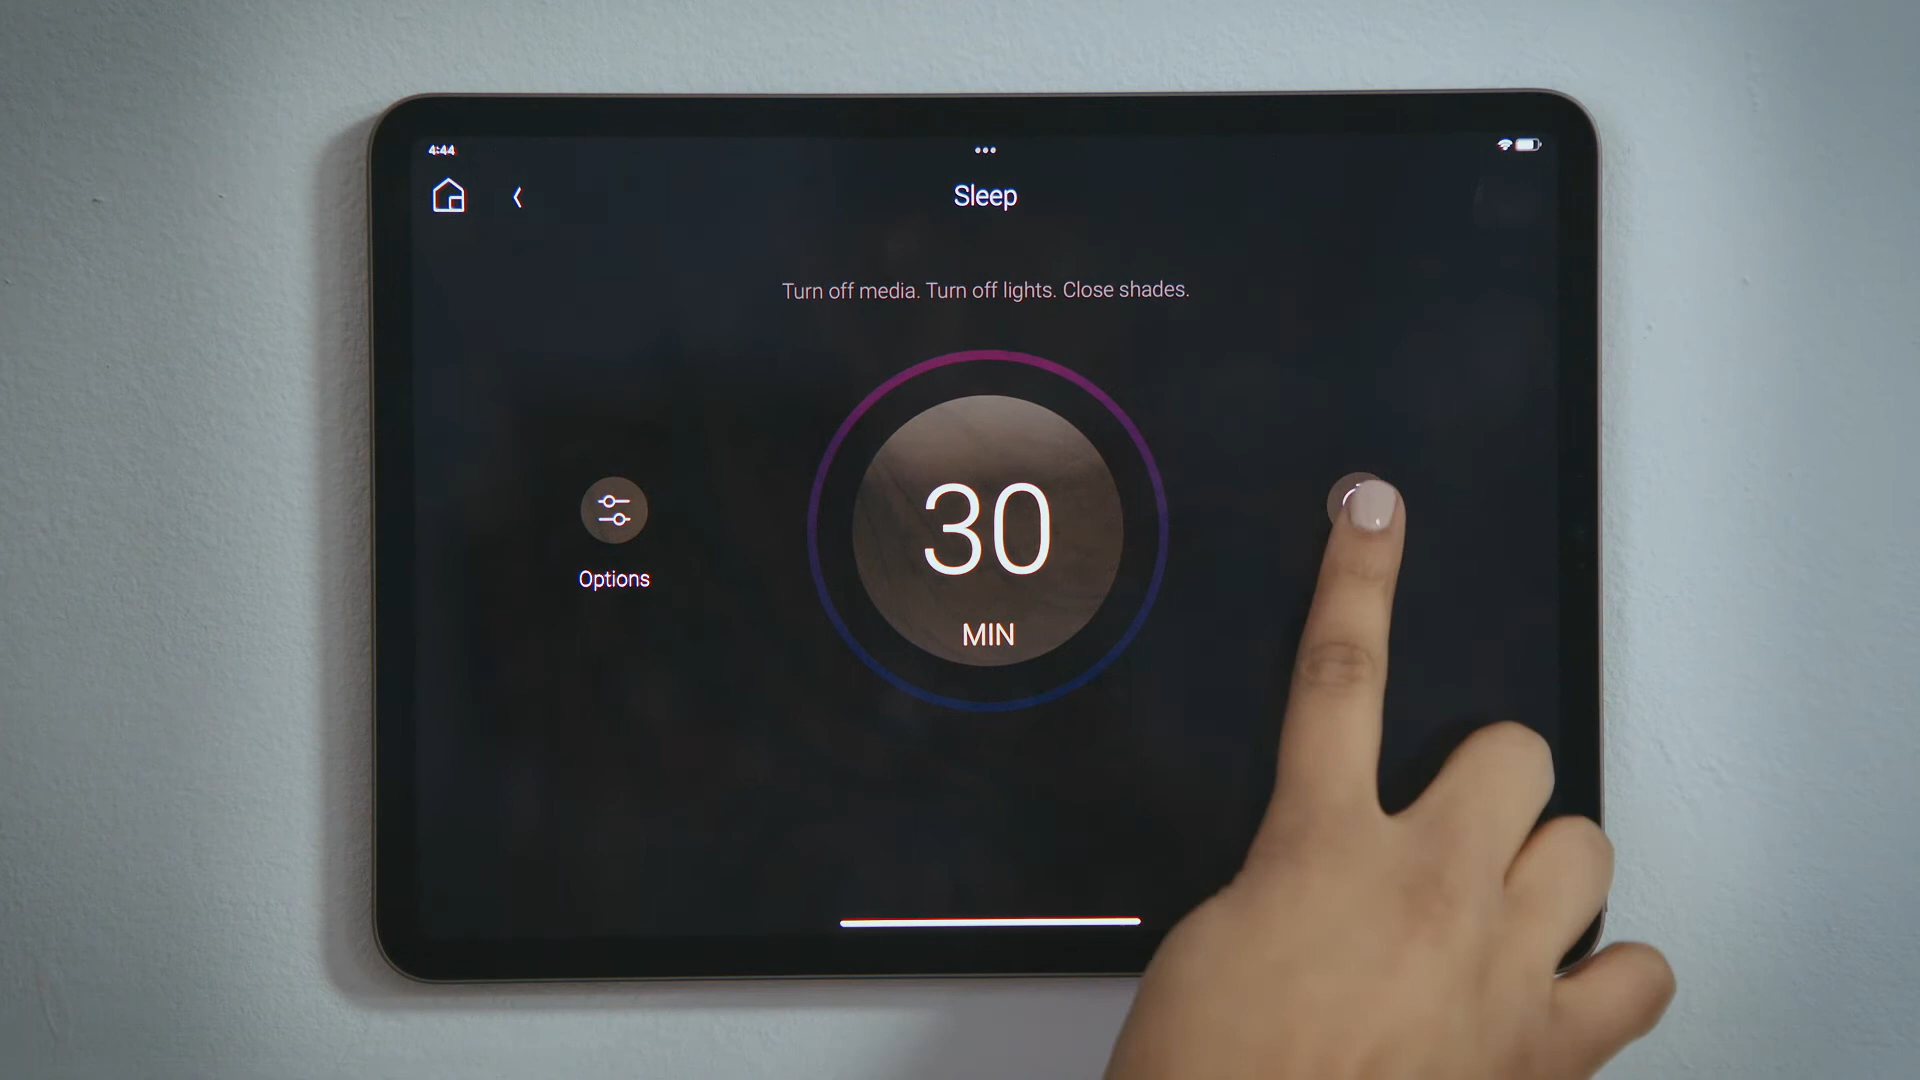 4:44
Sleep
Turn off media. Turn off lights. Close shades.
30
MIN
Options